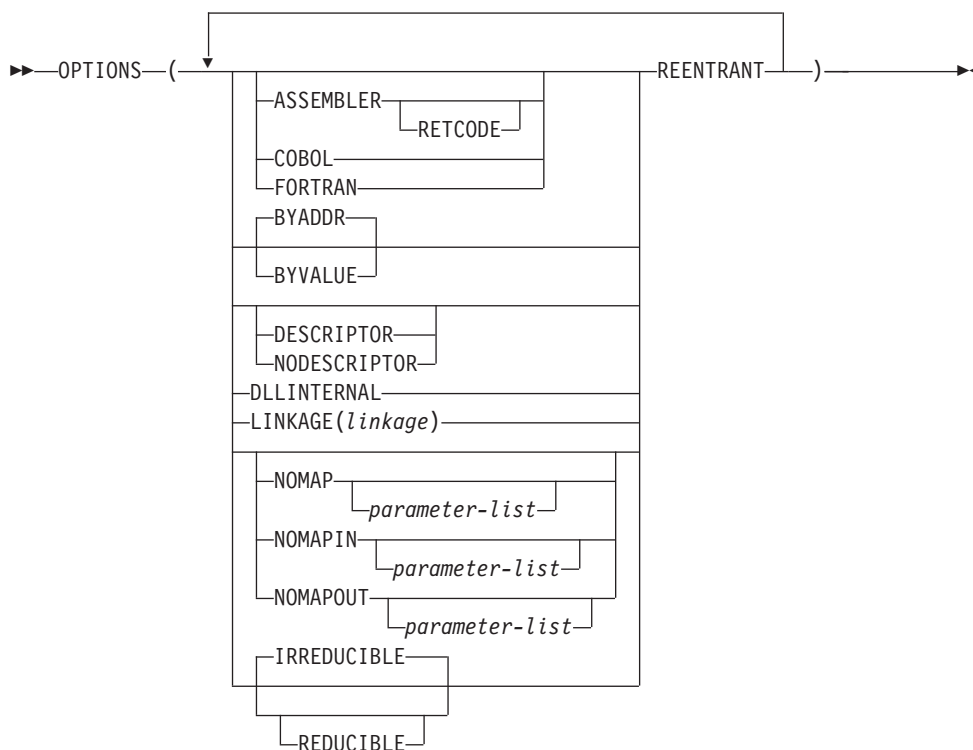 OPTIONS ( REENTRANT )
ASSEMBLER
RETCODE
COBOL
FORTRAN
BYADDR
BYVALUE
DESCRIPTOR
NODESCRIPTOR
DLLINTERNAL
LINKAGE(linkage)
NOMAP
parameter-list
NOMAPIN
parameter-list
NOMAPOUT
parameter-list
IRREDUCIBLE
REDUCIBLE